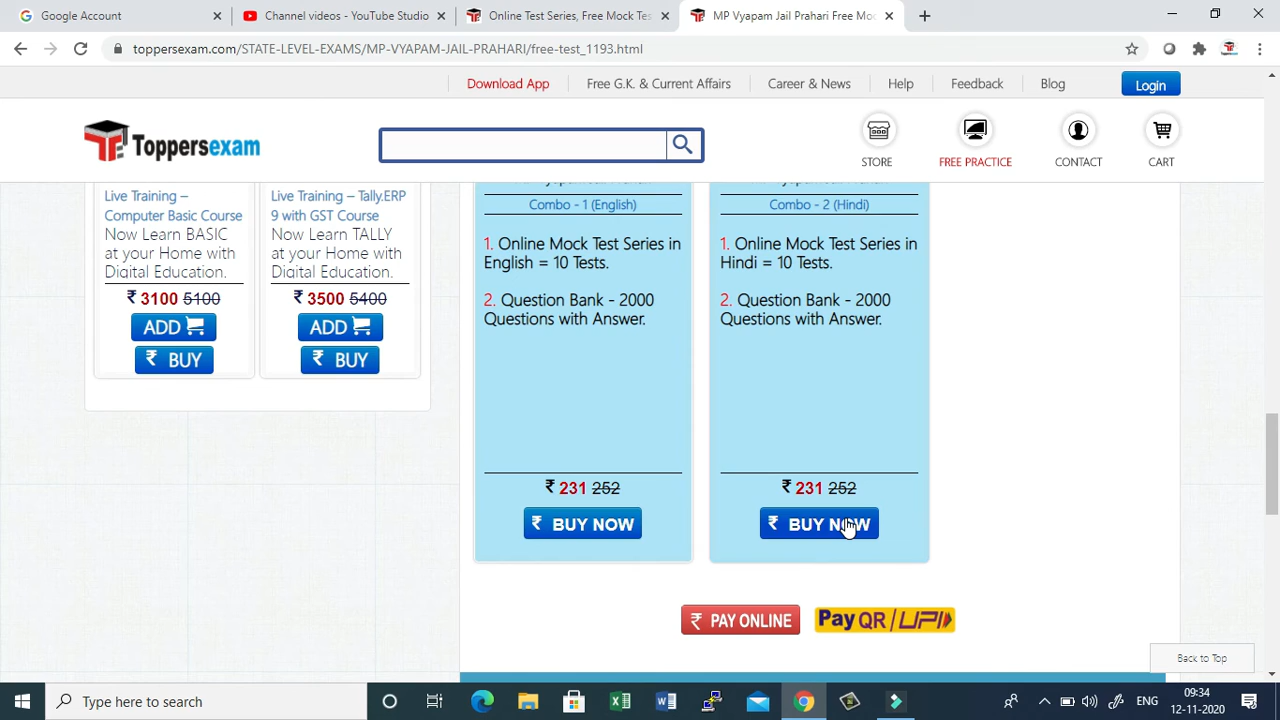 Google Account
Channel videos - YouTube Studio
Online Test Series, Free Mock Tes
MP Vyapam Jail Prahari Free Moc
toppersexam.com/STATE-LEVEL-EXAMS/MP-VYAPAM-JAIL-PRAHARI/free-test_1193.html
Download App
Free G.K. & Current Affairs
Career & News
Help
Feedback
Blog
Login
Toppersexam
STORE
FREE PRACTICE
CONTACT
CART
Live Training –
Computer Basic Course
Now Learn BASIC
at your Home with
Digital Education.
₹ 3100 5100
ADD
₹ BUY
Live Training – Tally.ERP
9 with GST Course
Now Learn TALLY
at your Home with
Digital Education.
₹ 3500 5400
ADD
₹ BUY
Combo - 1 (English)
1. Online Mock Test Series in
English = 10 Tests.
2. Question Bank - 2000
Questions with Answer.
₹ 231 252
₹ BUY NOW
Combo - 2 (Hindi)
1. Online Mock Test Series in
Hindi = 10 Tests.
2. Question Bank - 2000
Questions with Answer.
₹ 231 252
₹ BUY NOW
₹ PAY ONLINE
Pay QR / UPI
Back to Top
Type here to search
ENG
09:34
12-11-2020